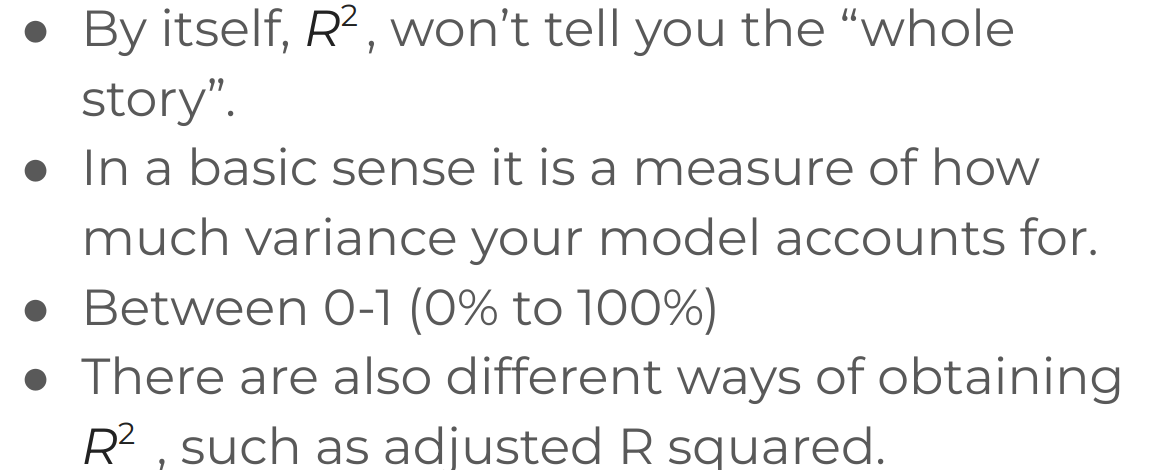 ● By itself, R², won’t tell you the “whole
story”.
● In a basic sense it is a measure of how
much variance your model accounts for.
● Between 0-1 (0% to 100%)
● There are also different ways of obtaining
R² , such as adjusted R squared.